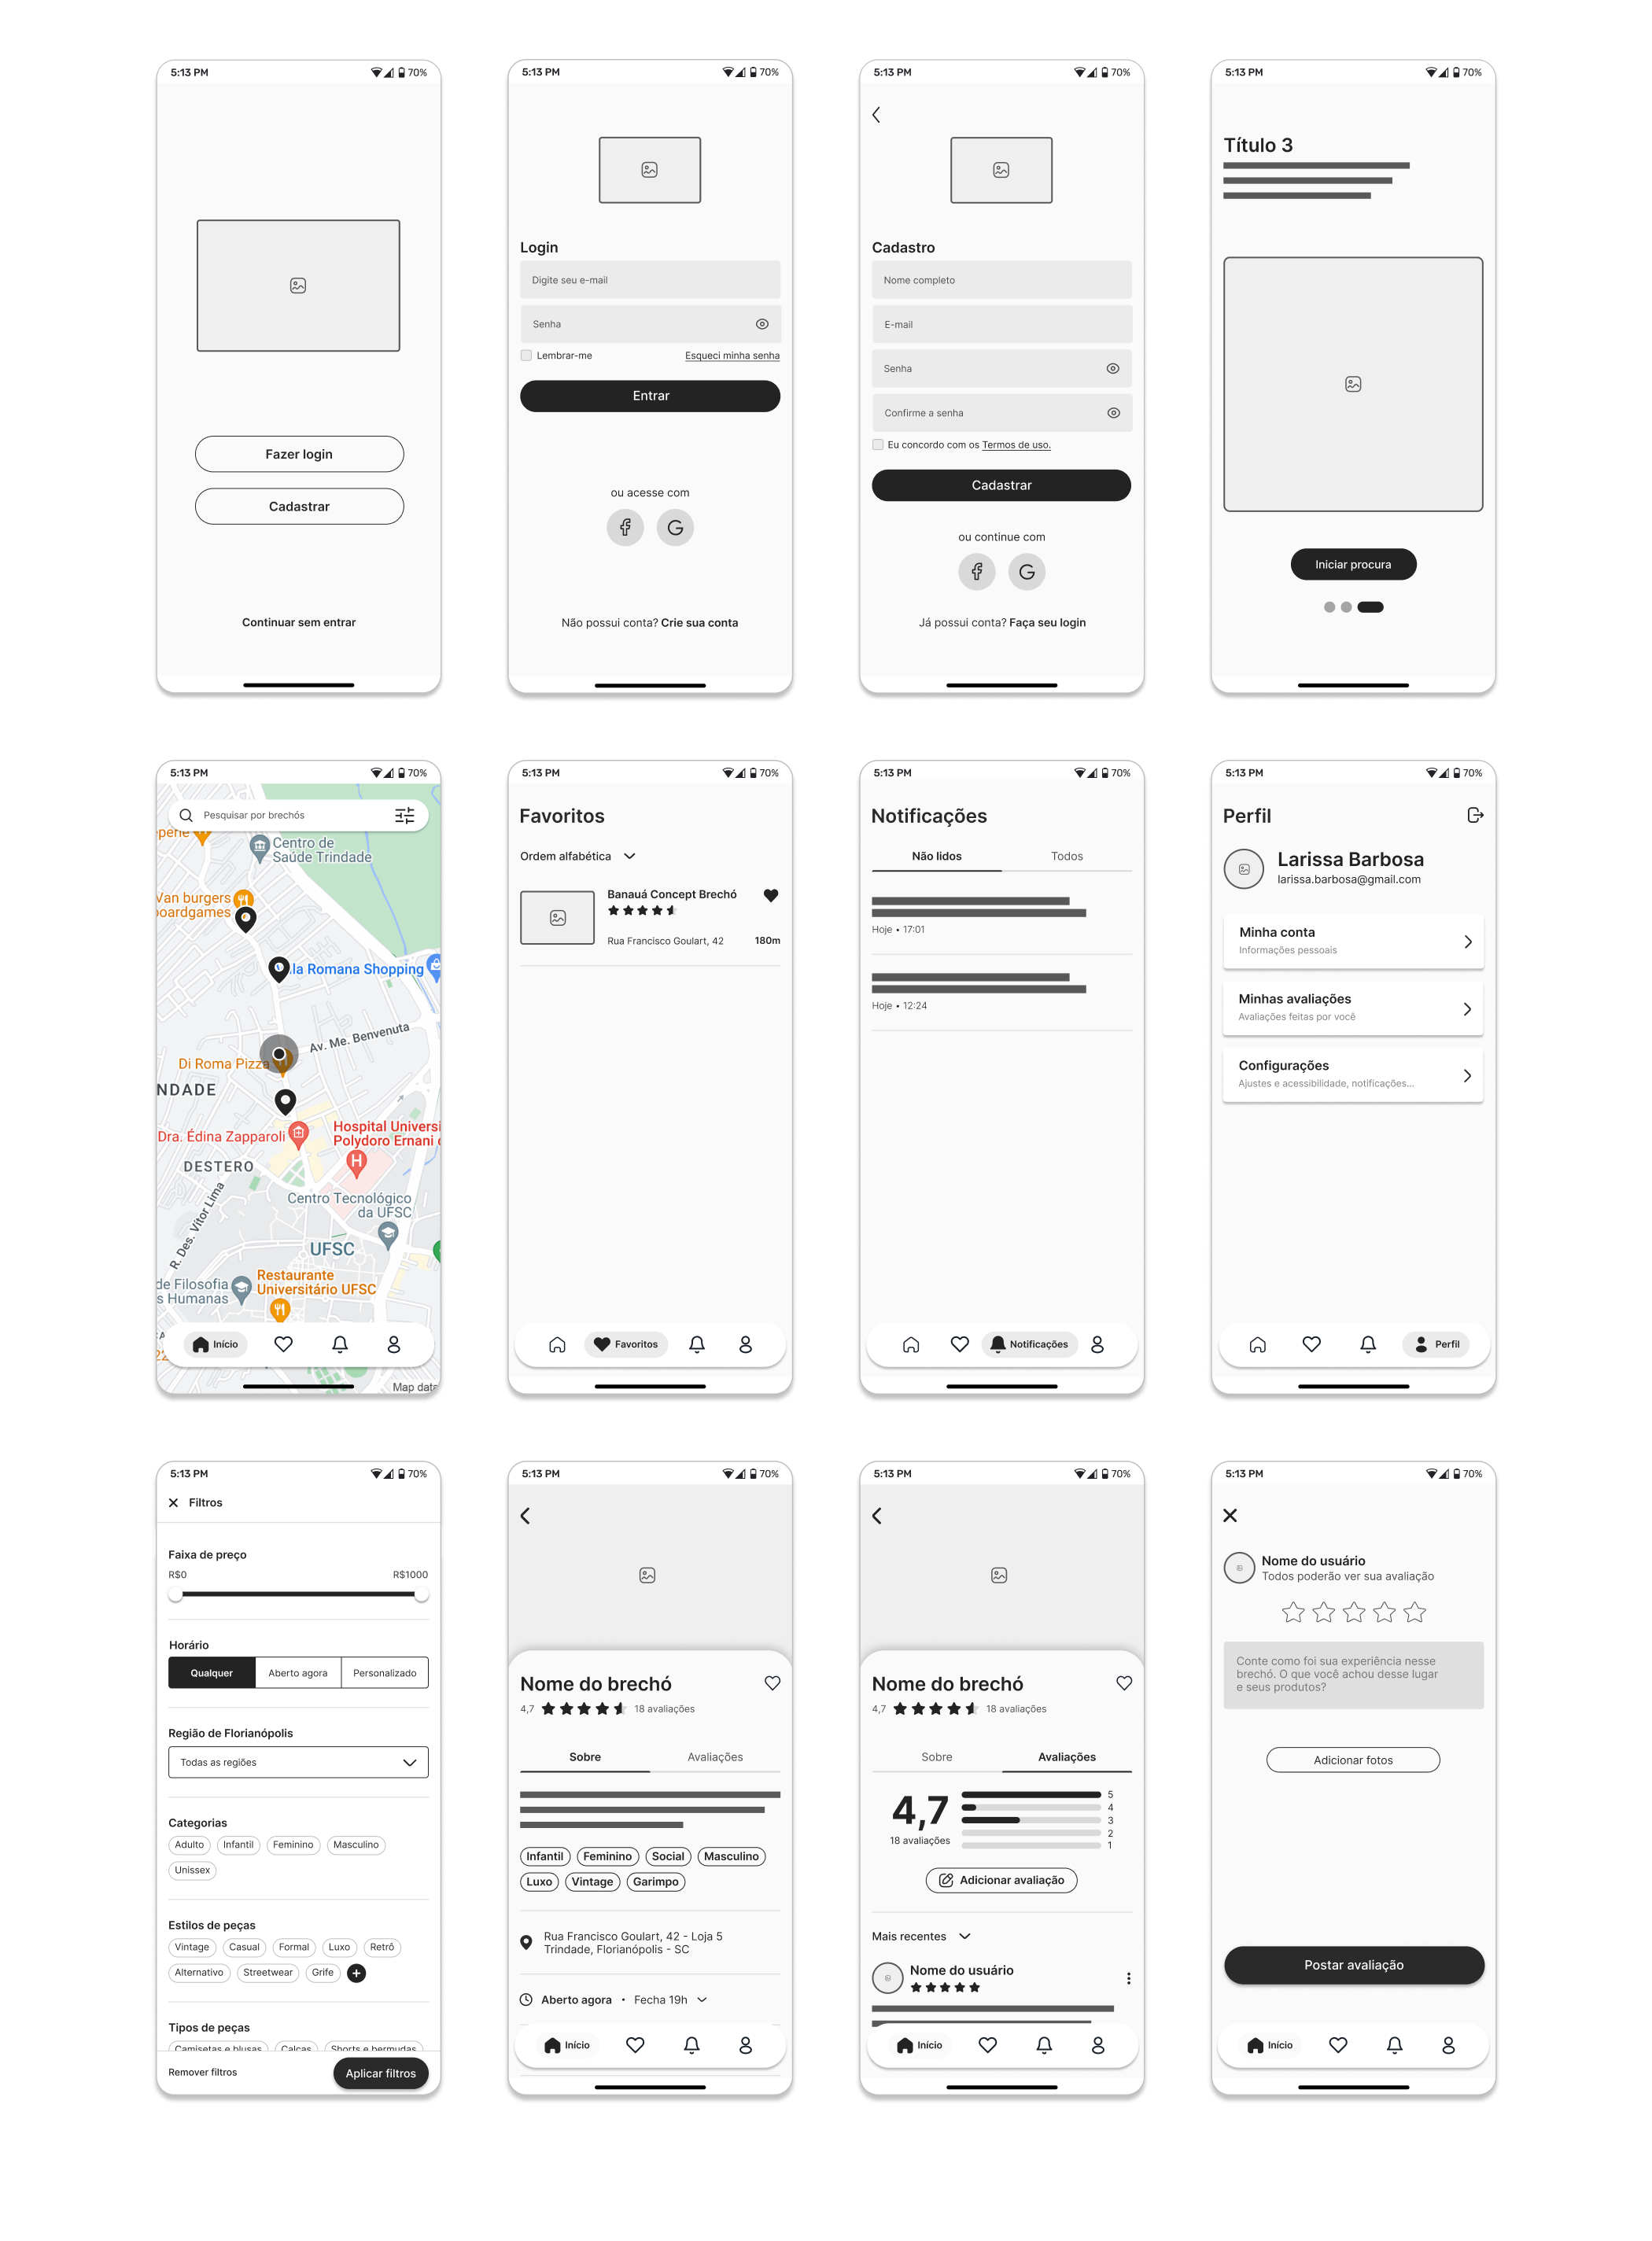 5:13 PM
70%
Fazer login
Cadastrar
Continuar sem entrar
5:13 PM
70%
Login
Digite seu e-mail
Senha
Lembrar-me
Esqueci minha senha
Entrar
ou acesse com
Não possui conta? Crie sua conta
5:13 PM
70%
Cadastro
Nome completo
E-mail
Senha
Confirme a senha
Eu concordo com os Termos de uso.
Cadastrar
ou continue com
Já possui conta? Faça seu login
5:13 PM
70%
Título 3
Iniciar procura
5:13 PM
70%
Pesquisar por brechós
Centro de
Saúde Trindade
Van burgers
boardgames
la Romana Shopping
Av. Me. Benvenuta
Di Roma Pizza
NDADE
Dra. Édina Zapparoli
Hospital Universi
Polydoro Ernani
DESTERO
Centro Tecnológico
da UFSC
R. Des. Vitor Lima
UFSC
de Filosofia
s Humanas
Restaurante
Universitário UFSC
Início
Map data
5:13 PM
70%
Favoritos
Ordem alfabética
Banauá Concept Brechó
Rua Francisco Goulart, 42
180m
Favoritos
5:13 PM
70%
Notificações
Não lidos
Todos
Hoje • 17:01
Hoje • 12:24
Notificações
5:13 PM
70%
Perfil
Larissa Barbosa
larissa.barbosa@gmail.com
Minha conta
Informações pessoais
Minhas avaliações
Avaliações feitas por você
Configurações
Ajustes e acessibilidade, notificações...
Perfil
5:13 PM
70%
Filtros
Faixa de preço
R$0
R$1000
Horário
Qualquer
Aberto agora
Personalizado
Região de Florianópolis
Todas as regiões
Categorias
Adulto
Infantil
Feminino
Masculino
Unissex
Estilos de peças
Vintage
Casual
Formal
Luxo
Retrô
Alternativo
Streetwear
Grife
Tipos de peças
Camisetas e blusas
Calças
Shorts e bermudas
Remover filtros
Aplicar filtros
5:13 PM
70%
Nome do brechó
4,7
18 avaliações
Sobre
Avaliações
Infantil
Feminino
Social
Masculino
Luxo
Vintage
Garimpo
Rua Francisco Goulart, 42 - Loja 5
Trindade, Florianópolis - SC
Aberto agora • Fecha 19h
Início
5:13 PM
70%
Nome do brechó
4,7
18 avaliações
Sobre
Avaliações
4,7
18 avaliações
5
4
3
2
1
Adicionar avaliação
Mais recentes
Nome do usuário
Início
5:13 PM
70%
Nome do usuário
Todos poderão ver sua avaliação
Conte como foi sua experiência nesse
brechó. O que você achou desse lugar
e seus produtos?
Adicionar fotos
Postar avaliação
Início